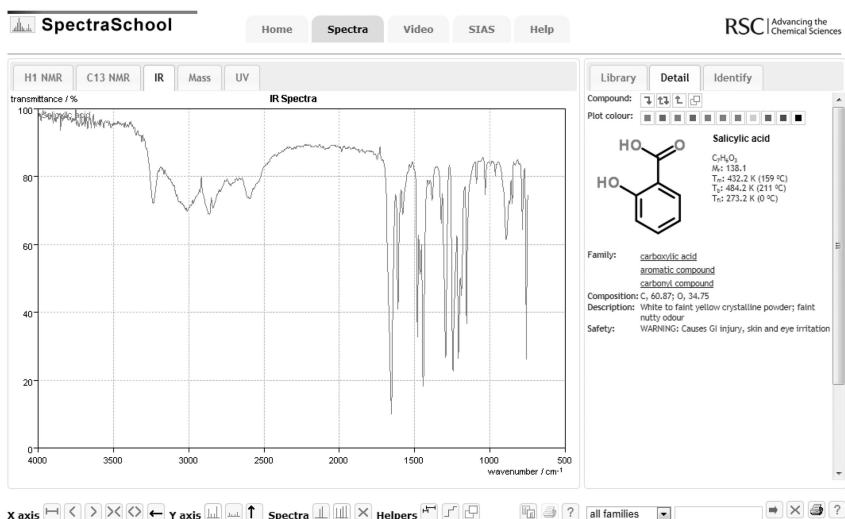 SpectraSchool
Home Spectra Video SIAS Help
RSC Advancing the Chemical Sciences
H1 NMR C13 NMR IR Mass UV
transmittance / %
IR Spectra
Salicylic acid
100
80
60
40
20
0
4000 3500 3000 2500 2000 1500 1000 500
wavenumber / cm-1
Library Detail Identify
Compound:
Plot colour:
HO O
HO
Salicylic acid
C₇H₆O₃
Mᵣ: 138.1
Tₘ: 432.2 K (159 ºC)
T_b: 484.2 K (211 ºC)
T_fl: 273.2 K (0 ºC)
Family: carboxylic acid
aromatic compound
carbonyl compound
Composition: C, 60.87; O, 34.75
Description: White to faint yellow crystalline powder; faint
nutty odour
Safety: WARNING: Causes GI injury, skin and eye irritation
X axis Y axis Spectra Helpers ? all families ?